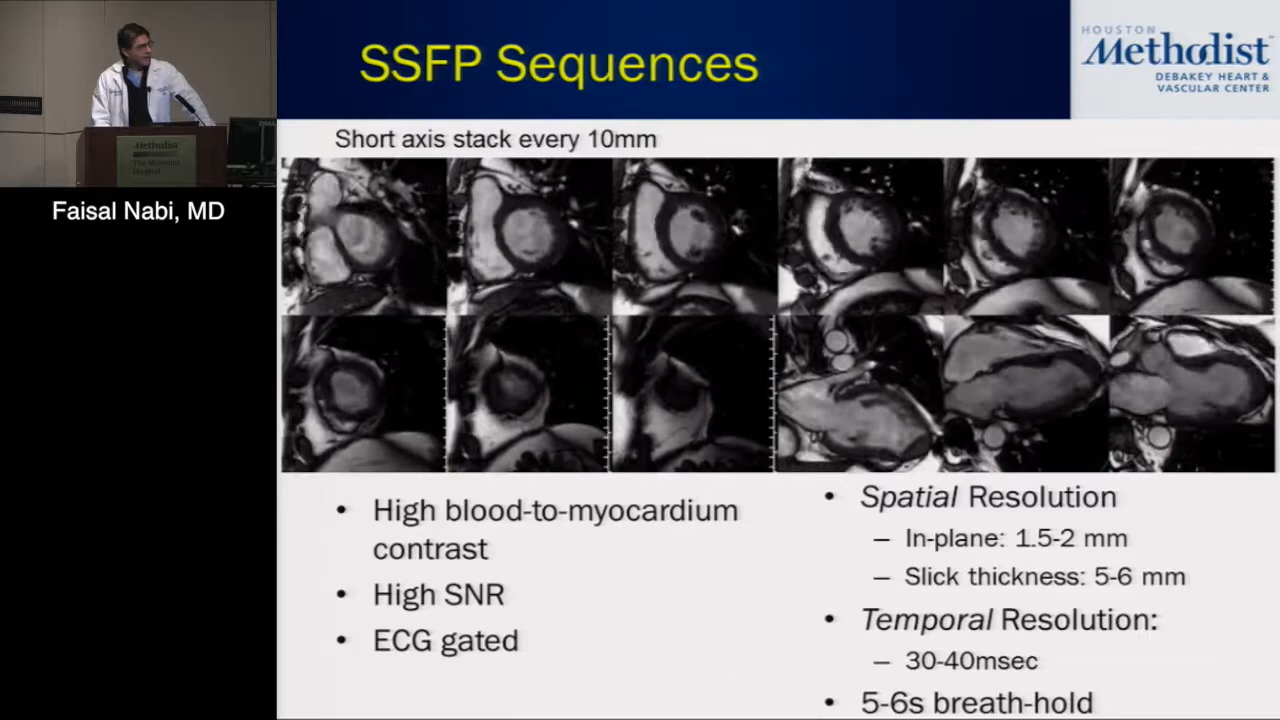 SSFP Sequences
HOUSTON
Methodist
DEBAKEY HEART &
VASCULAR CENTER
Short axis stack every 10mm
Methodist
Faisal Nabi, MD
• High blood-to-myocardium
contrast
• High SNR
• ECG gated
• Spatial Resolution
– In-plane: 1.5-2 mm
– Slick thickness: 5-6 mm
• Temporal Resolution:
– 30-40msec
• 5-6s breath-hold